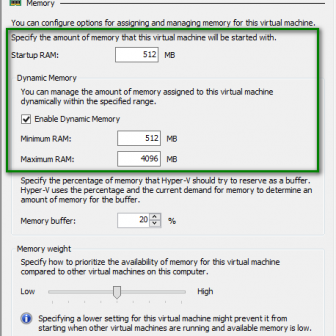 Memory
You can configure options for assigning and managing memory for this virtual machine.
Specify the amount of memory that this virtual machine will be started with.
Startup RAM: 512 MB
Dynamic Memory
You can manage the amount of memory assigned to this virtual machine
dynamically within the specified range.
Enable Dynamic Memory
Minimum RAM: 512 MB
Maximum RAM: 4096 MB
Specify the percentage of memory that Hyper-V should try to reserve as a buffer.
Hyper-V uses the percentage and the current demand for memory to determine an
amount of memory for the buffer.
Memory buffer: 20 %
Memory weight
Specify how to prioritize the availability of memory for this virtual machine
compared to other virtual machines on this computer.
Low High
Specifying a lower setting for this virtual machine might prevent it from
starting when other virtual machines are running and available memory is low.